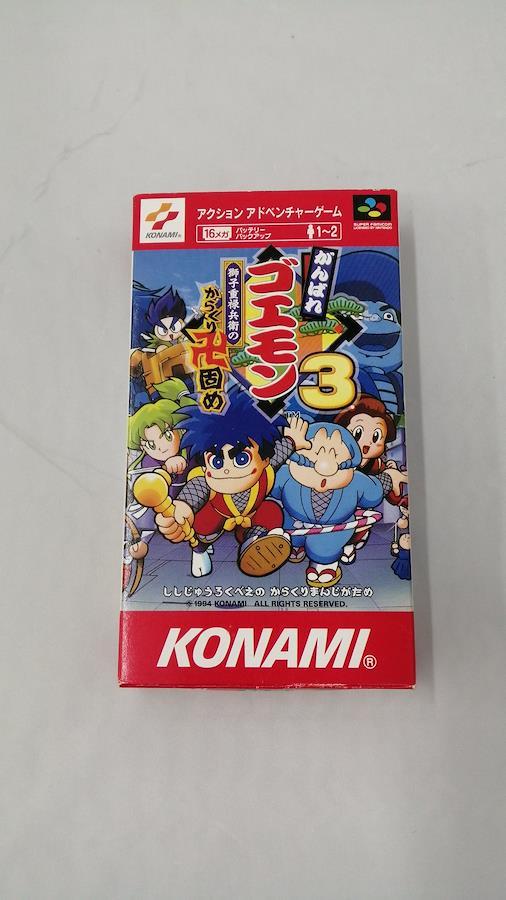 KONAMI®
アクション アドベンチャーゲーム
16メガ バッテリーバックアップ 1~2
SUPER FAMICOM
LICENSED BY NINTENDO
がんばれ
ゴエモン3
獅子重禄兵衛の
からくり卍固め
TM
ししじゅうろくべえの からくりまんじがため
©1994 KONAMI ALL RIGHTS RESERVED.
KONAMI®